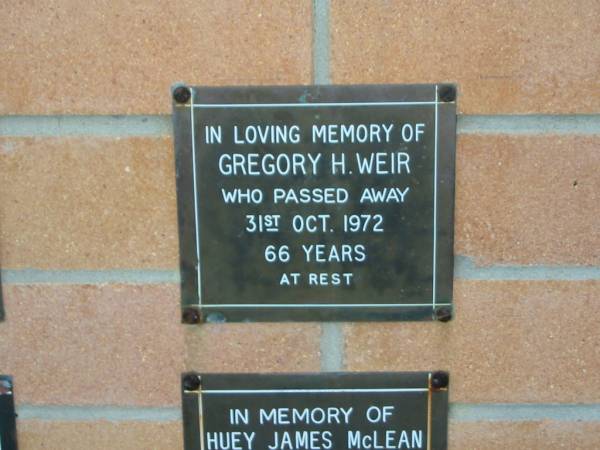 IN LOVING MEMORY OF
GREGORY H. WEIR
WHO PASSED AWAY
31ST OCT. 1972
66 YEARS
AT REST
IN MEMORY OF
HUEY JAMES McLEAN